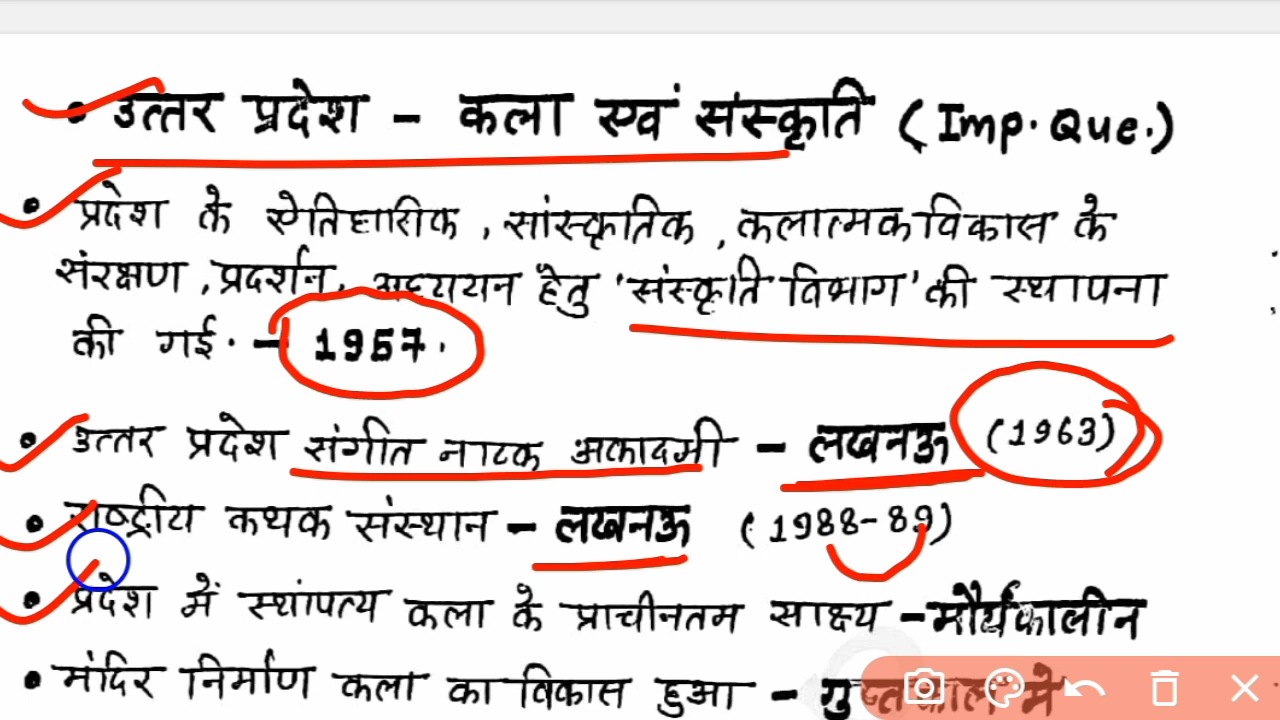 • उत्तर प्रदेश - कला एवं संस्कृति (Imp. Que.)
• प्रदेश के ऐतिहासिक, सांस्कृतिक, कलात्मक विकास के
संरक्षण, प्रदर्शन, अध्ययन हेतु 'संस्कृति विभाग' की स्थापना
की गई. - 1957.
• उत्तर प्रदेश संगीत नाटक अकादमी - लखनऊ (1963)
• राष्ट्रीय कथक संस्थान - लखनऊ (1988-89)
• प्रदेश में स्थापत्य कला के प्राचीनतम साक्ष्य - मौर्यकालीन
• मंदिर निर्माण कला का विकास हुआ - गुप्तकाल में